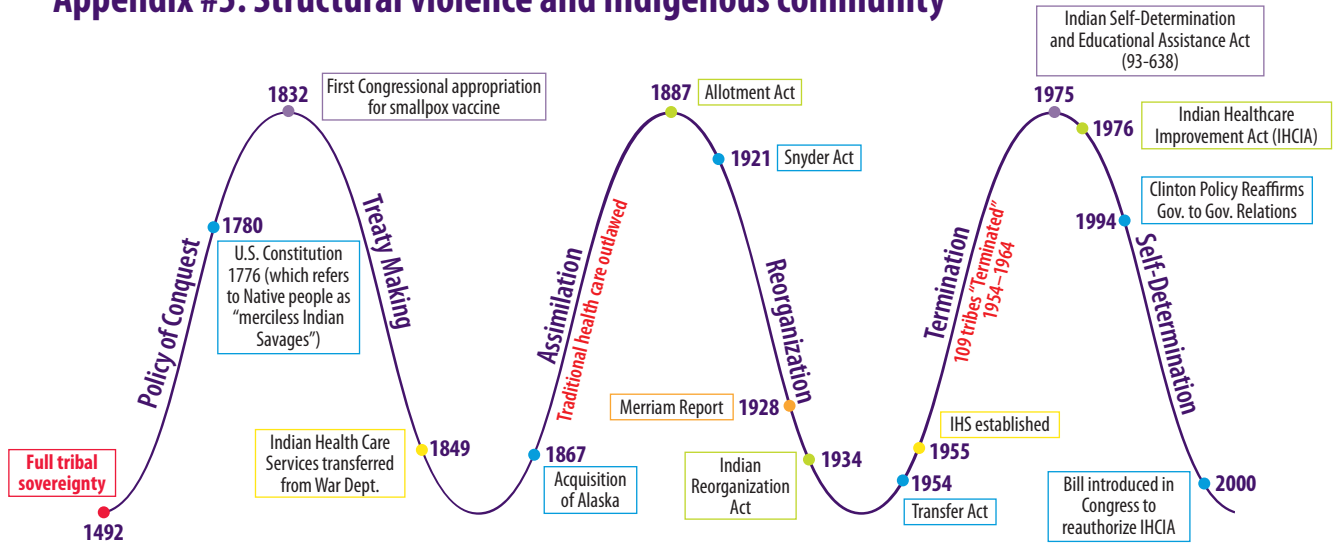 Appendix #3: Structural violence and Indigenous community
Full tribal
sovereignty
1492
Policy of Conquest
1780
U.S. Constitution
1776 (which refers
to Native people as
“merciless Indian
Savages”)
1832
First Congressional appropriation
for smallpox vaccine
Treaty Making
1849
Indian Health Care
Services transferred
from War Dept.
1867
Acquisition
of Alaska
Assimilation
Traditional health care outlawed
1887
Allotment Act
1921
Snyder Act
Reorganization
Merriam Report
1928
1934
Indian
Reorganization
Act
1954
Transfer Act
1955
IHS established
Termination
109 tribes “Terminated”
1954–1964
Indian Self-Determination
and Educational Assistance Act
(93-638)
1975
1976
Indian Healthcare
Improvement Act (IHCIA)
Clinton Policy Reaffirms
Gov. to Gov. Relations
1994
Self-Determination
Bill introduced in
Congress to
reauthorize IHCIA
2000